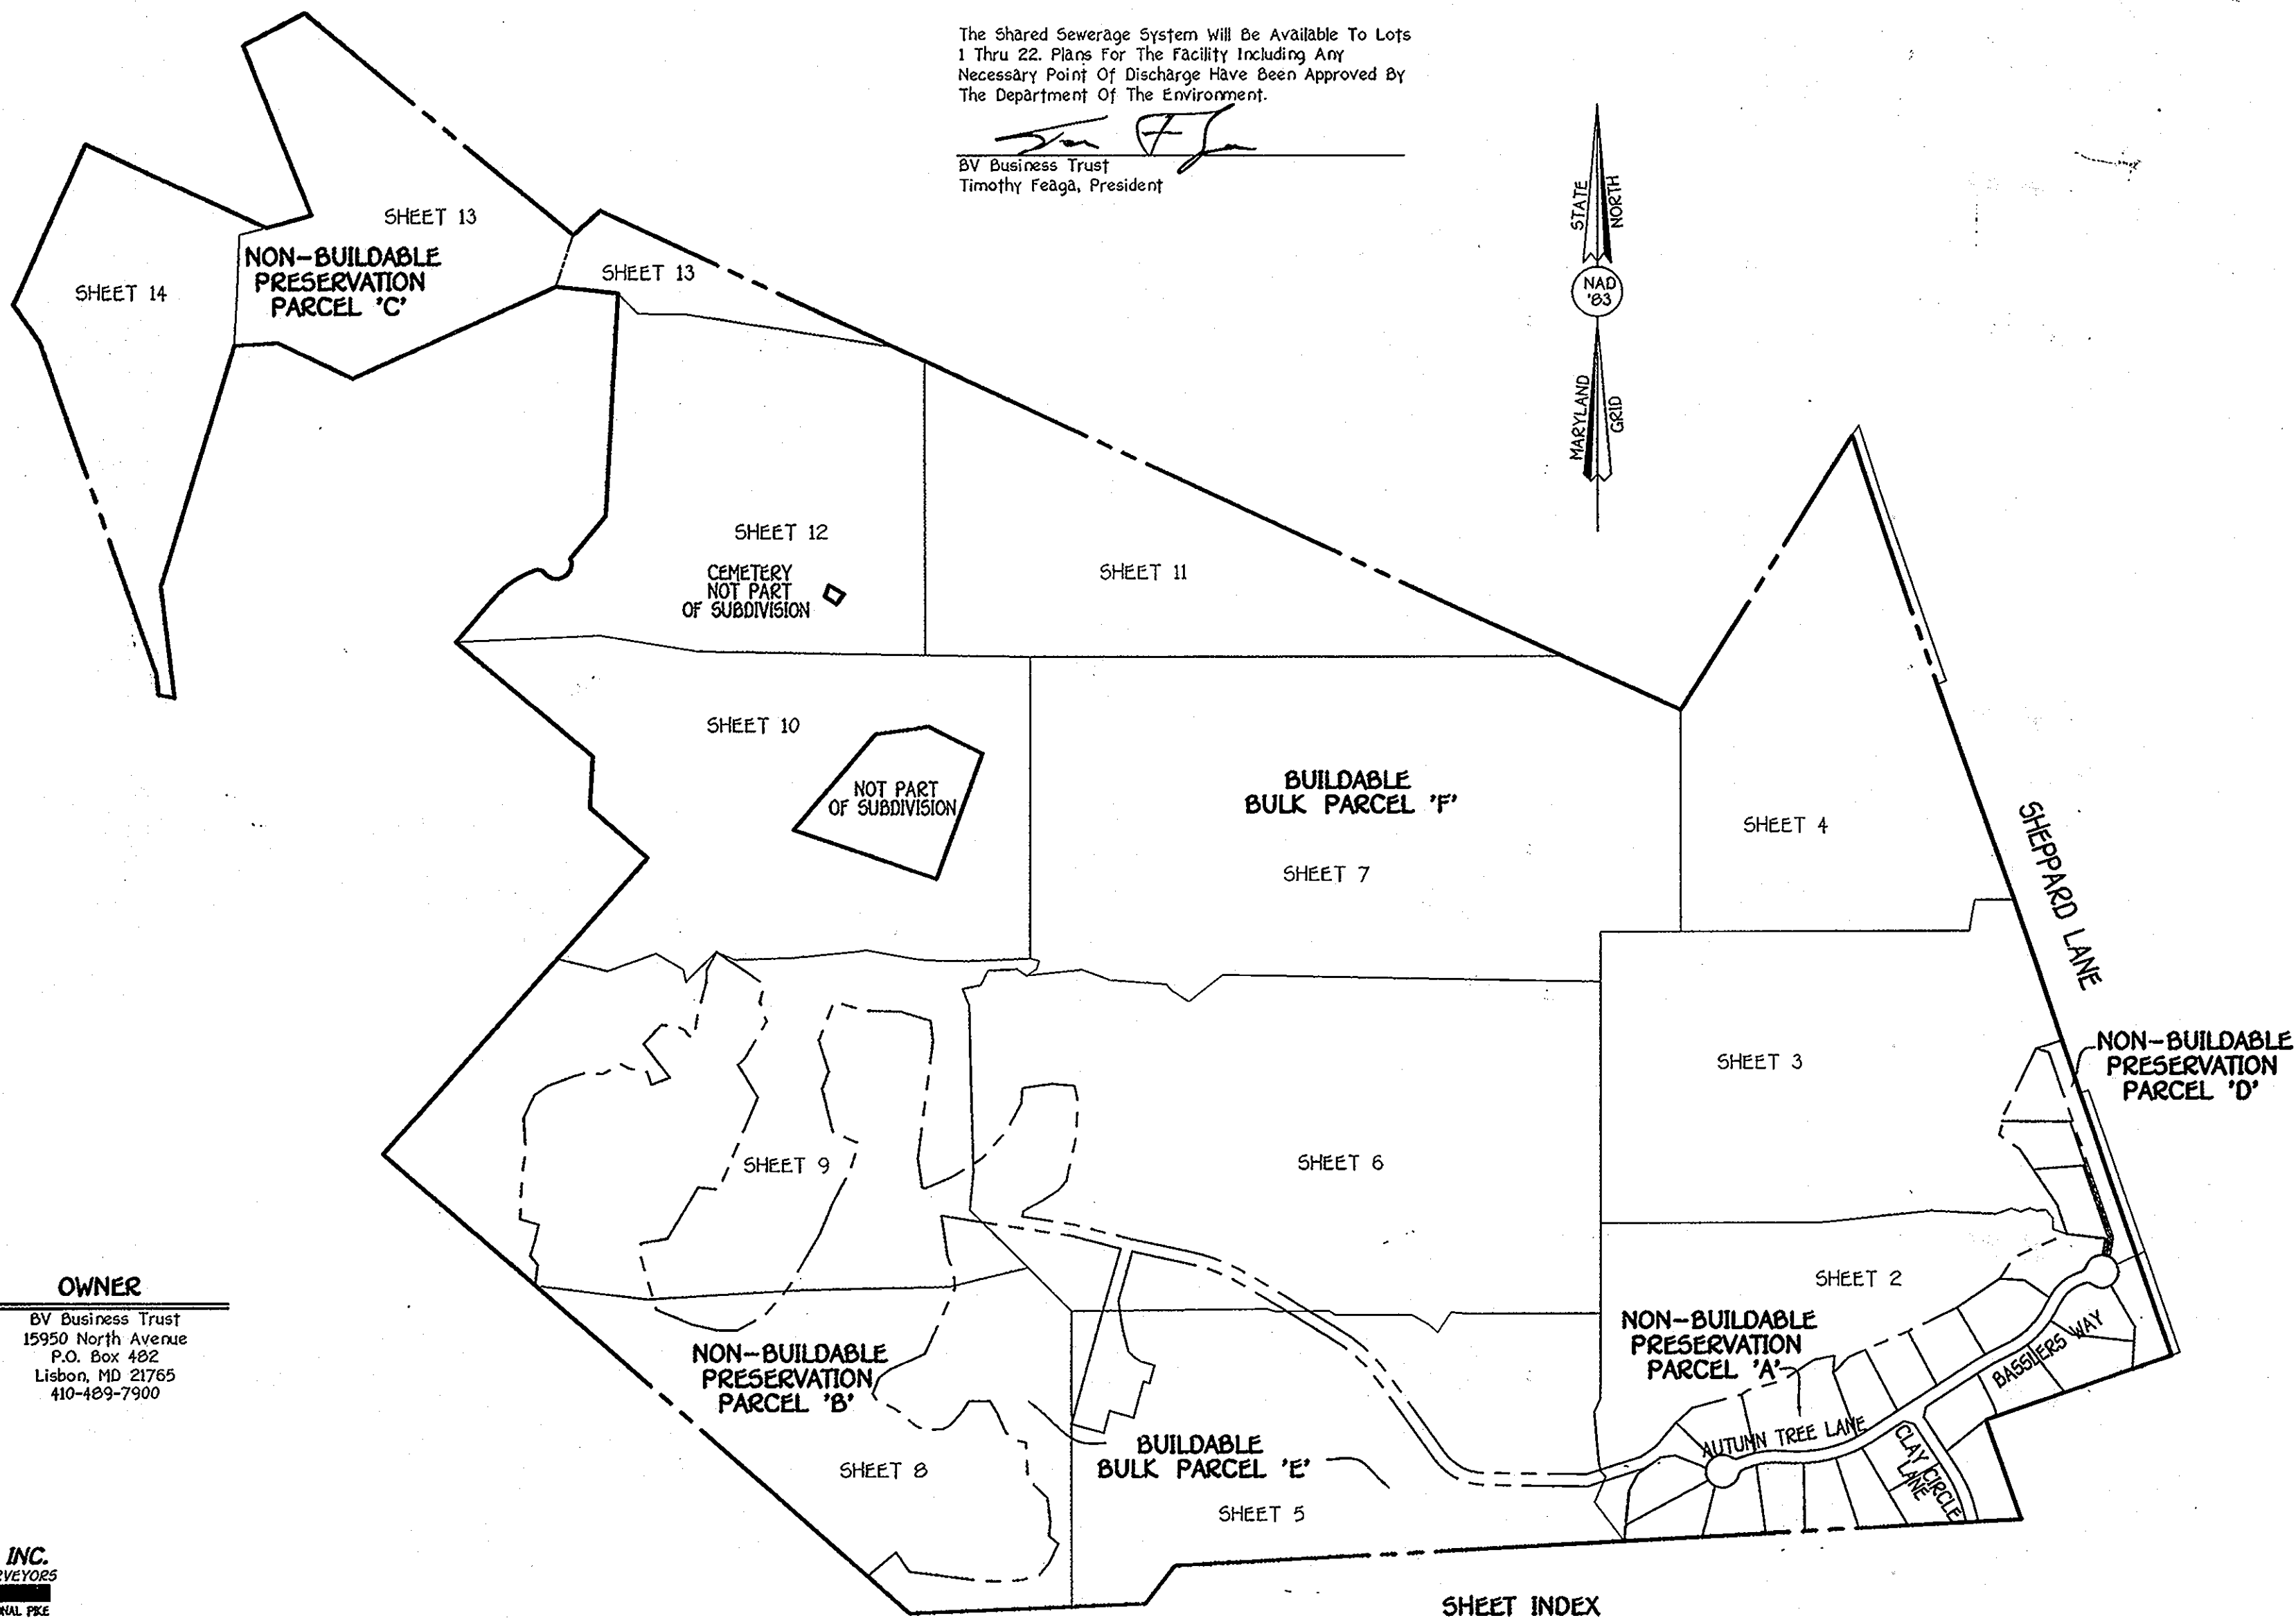 The Shared Sewerage System Will Be Available To Lots
1 Thru 22. Plans For The Facility Including Any
Necessary Point Of Discharge Have Been Approved By
The Department Of The Environment.
BV Business Trust
Timothy Feaga, President
STATE
NORTH
NAD
'83
MARYLAND
GRID
SHEET 13
NON-BUILDABLE
PRESERVATION
PARCEL 'C'
SHEET 14
SHEET 13
SHEET 12
CEMETERY
NOT PART
OF SUBDIVISION
SHEET 11
SHEET 10
NOT PART
OF SUBDIVISION
BUILDABLE
BULK PARCEL 'F'
SHEET 7
SHEET 4
SHEPPARD LANE
SHEET 3
NON-BUILDABLE
PRESERVATION
PARCEL 'D'
SHEET 9
SHEET 6
SHEET 2
NON-BUILDABLE
PRESERVATION
PARCEL 'A'
BASSLERS WAY
AUTUMN TREE LANE
CLAY CIRCLE
LANE
OWNER
BV Business Trust
15950 North Avenue
P.O. Box 482
Lisbon, MD 21765
410-489-7900
NON-BUILDABLE
PRESERVATION
PARCEL 'B'
SHEET 8
BUILDABLE
BULK PARCEL 'E'
SHEET 5
INC.
RVEYORS
NAL PIKE
SHEET INDEX